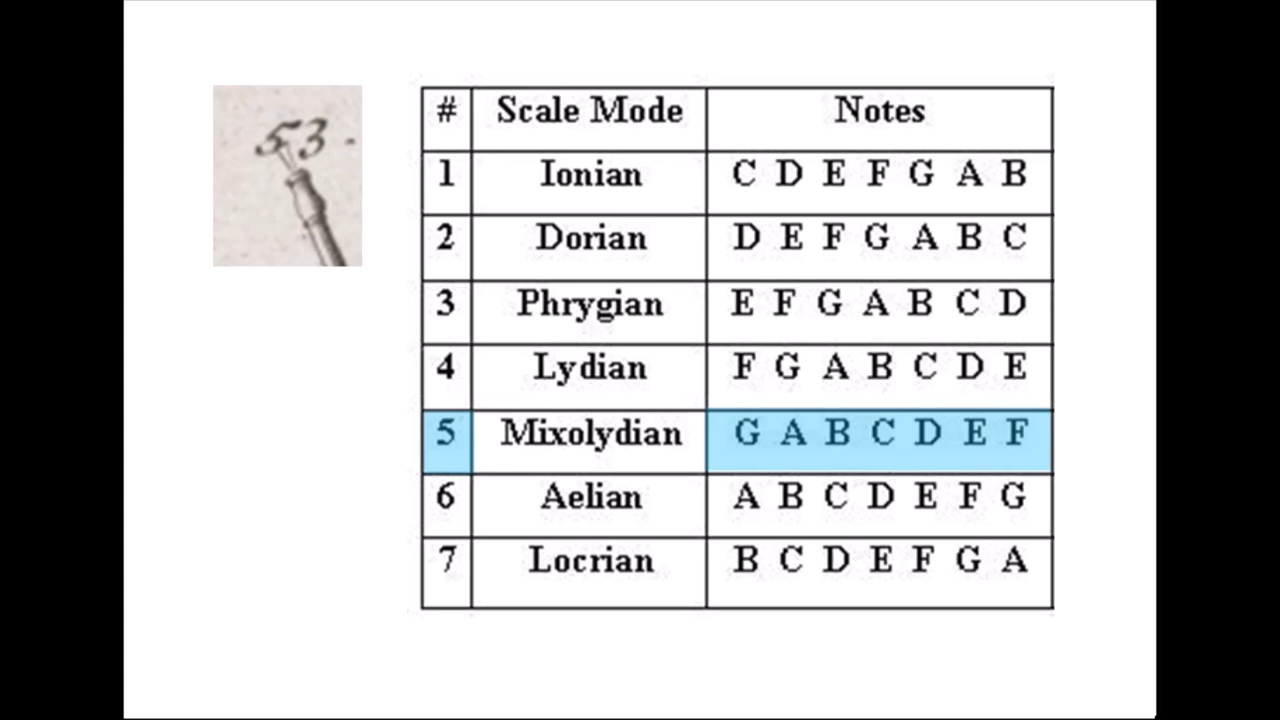 53.
# Scale Mode Notes
1 Ionian C D E F G A B
2 Dorian D E F G A B C
3 Phrygian E F G A B C D
4 Lydian F G A B C D E
5 Mixolydian G A B C D E F
6 Aelian A B C D E F G
7 Locrian B C D E F G A